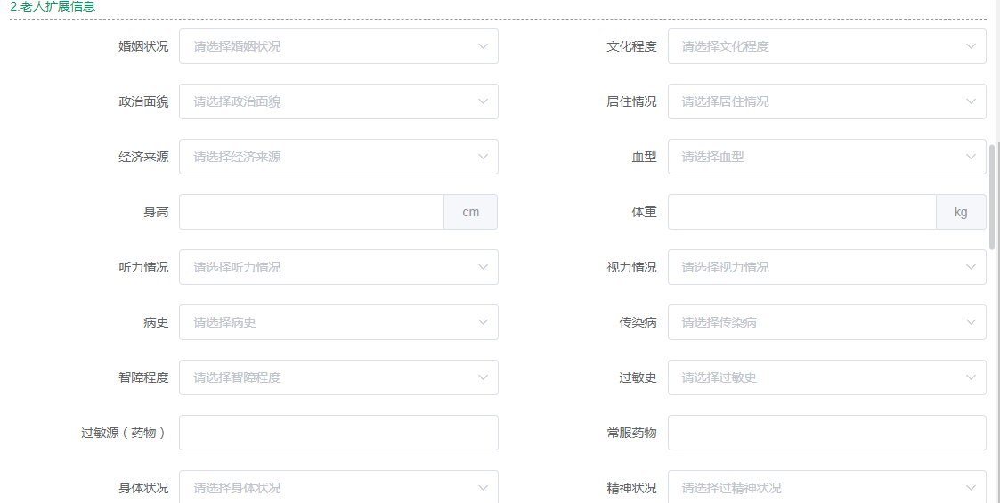 2.老人扩展信息
婚姻状况 请选择婚姻状况 文化程度 请选择文化程度
政治面貌 请选择政治面貌 居住情况 请选择居住情况
经济来源 请选择经济来源 血型 请选择血型
身高 cm 体重 kg
听力情况 请选择听力情况 视力情况 请选择视力情况
病史 请选择病史 传染病 请选择传染病
智障程度 请选择智障程度 过敏史 请选择过敏史
过敏源（药物） 常服药物
身体状况 请选择身体状况 精神状况 请选择过精神状况